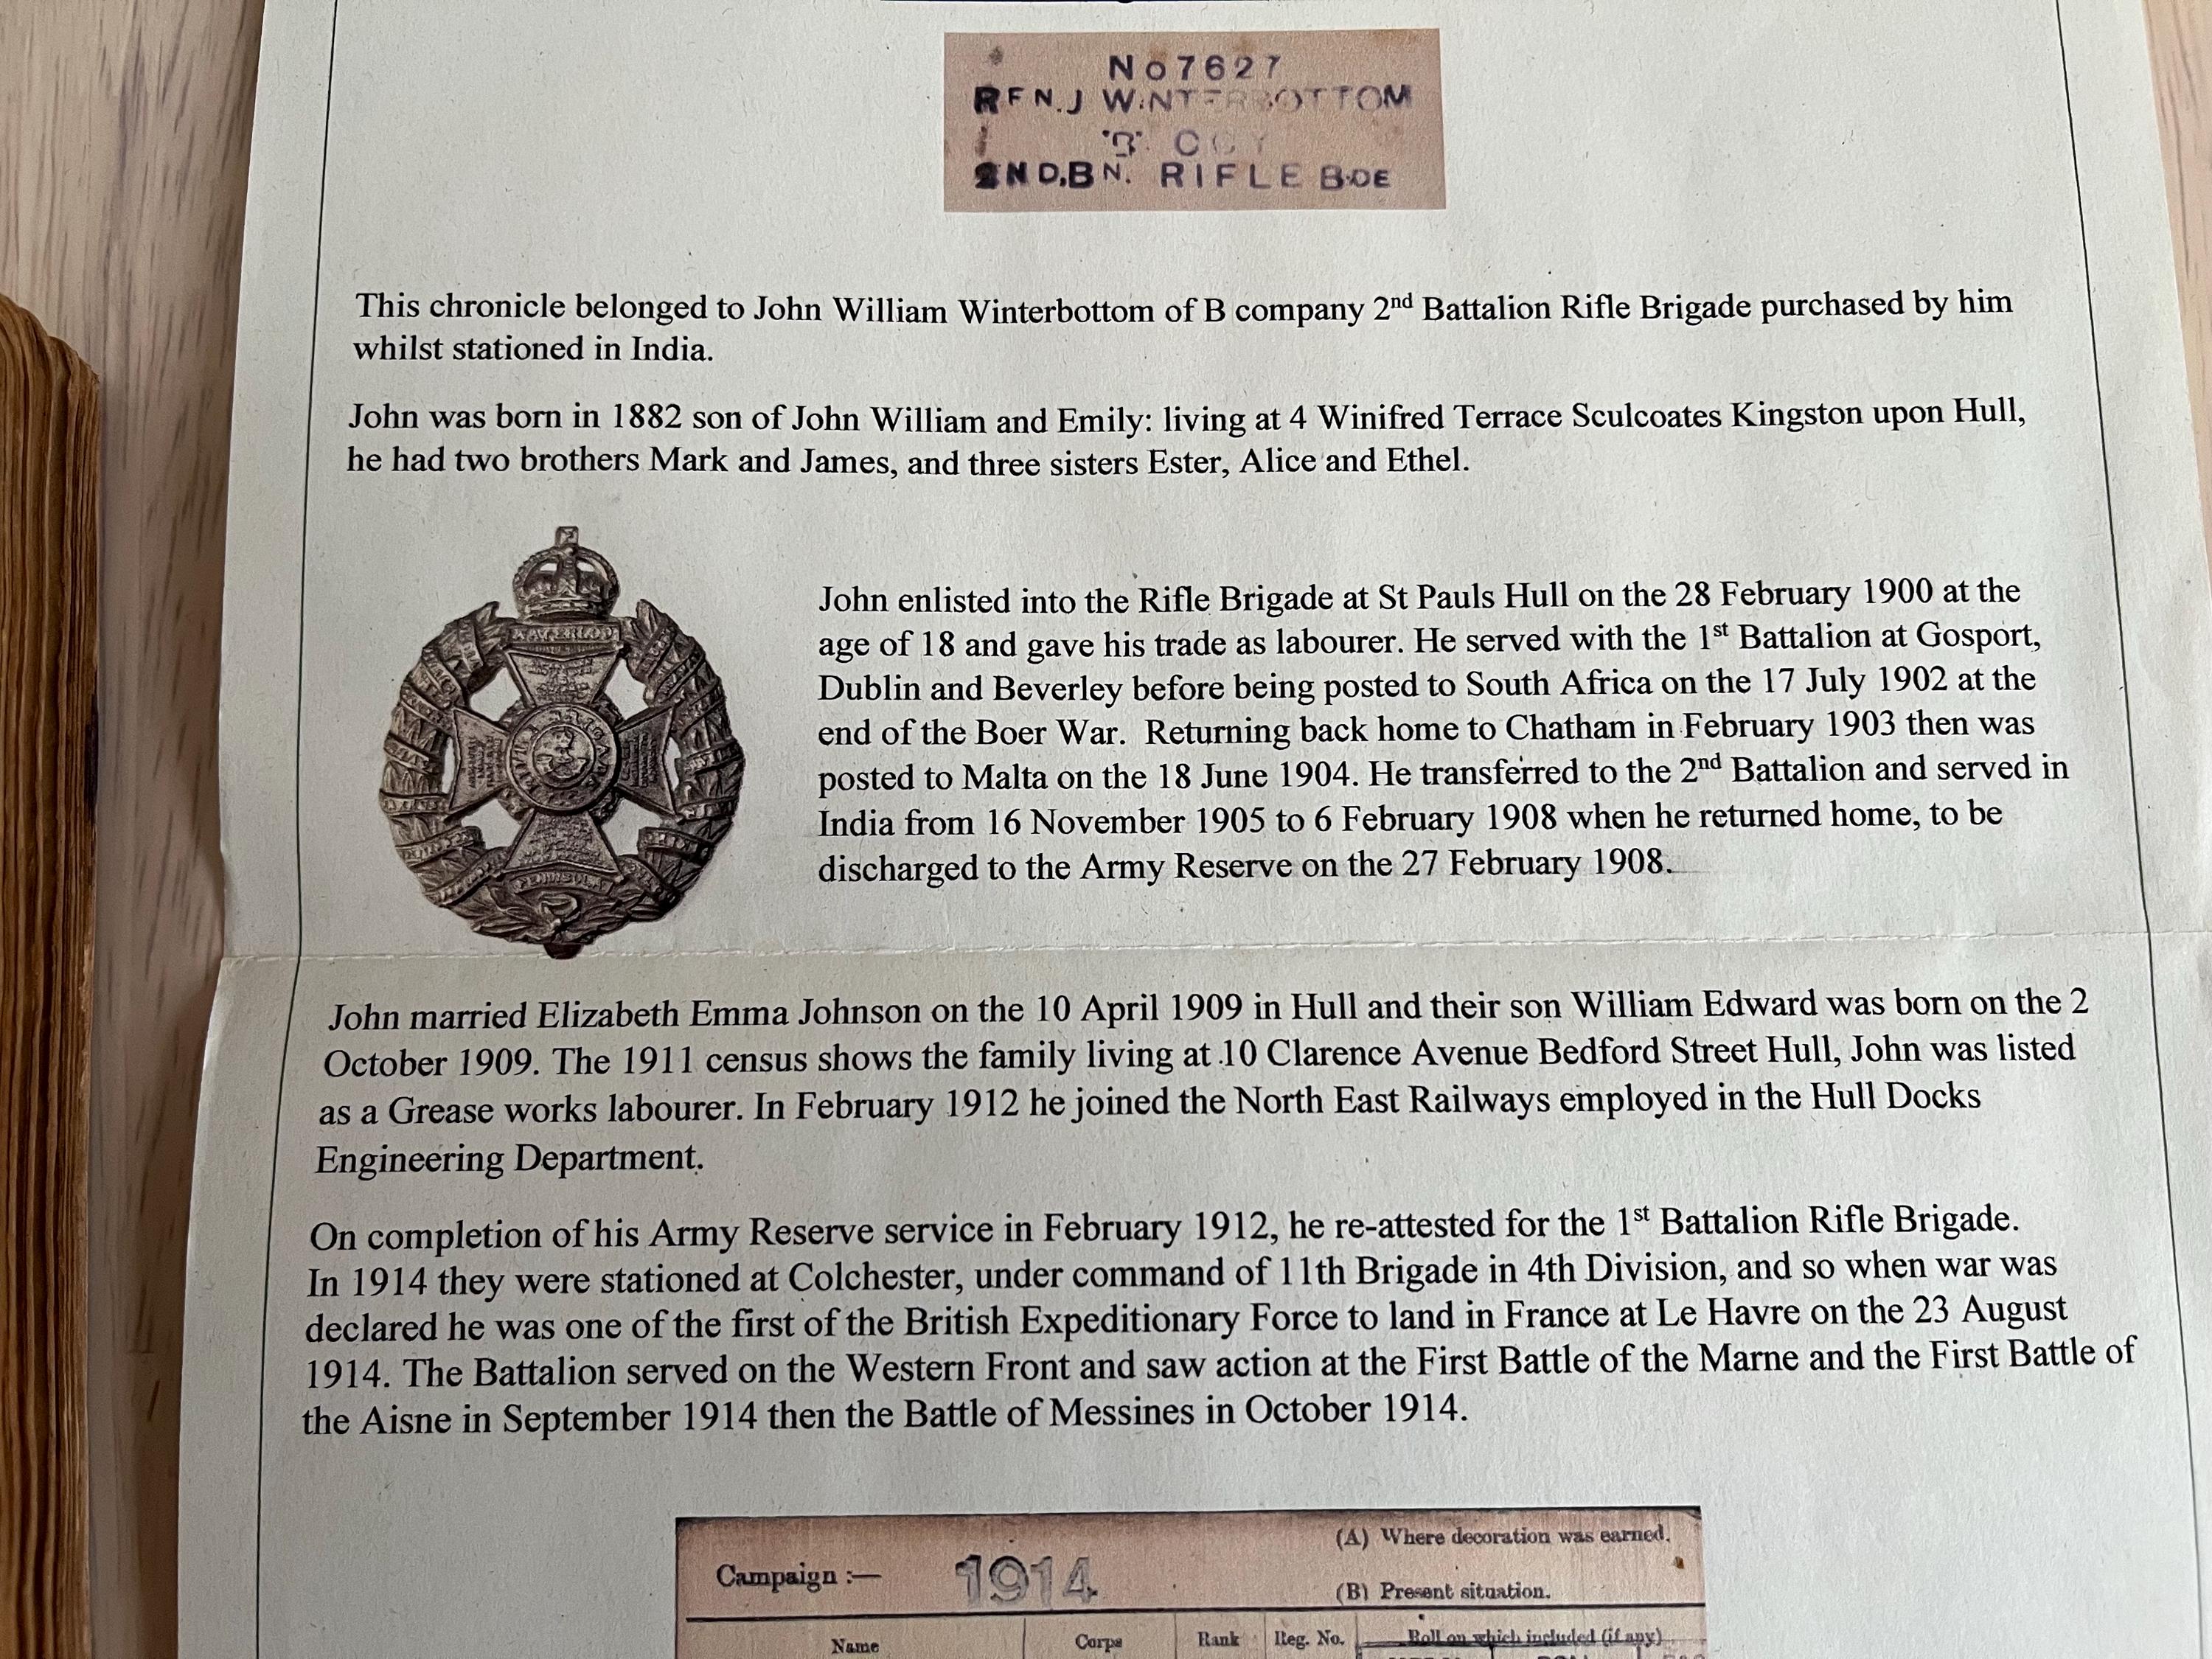 No 7627
RFN. J WINTERBOTTOM
"B" COY
2ND. BN. RIFLE BDE
This chronicle belonged to John William Winterbottom of B company 2nd Battalion Rifle Brigade purchased by him
whilst stationed in India.
John was born in 1882 son of John William and Emily: living at 4 Winifred Terrace Sculcoates Kingston upon Hull,
he had two brothers Mark and James, and three sisters Ester, Alice and Ethel.
WATERLOO
PENINSULA
John enlisted into the Rifle Brigade at St Pauls Hull on the 28 February 1900 at the
age of 18 and gave his trade as labourer. He served with the 1st Battalion at Gosport,
Dublin and Beverley before being posted to South Africa on the 17 July 1902 at the
end of the Boer War. Returning back home to Chatham in February 1903 then was
posted to Malta on the 18 June 1904. He transferred to the 2nd Battalion and served in
India from 16 November 1905 to 6 February 1908 when he returned home, to be
discharged to the Army Reserve on the 27 February 1908.
John married Elizabeth Emma Johnson on the 10 April 1909 in Hull and their son William Edward was born on the 2
October 1909. The 1911 census shows the family living at 10 Clarence Avenue Bedford Street Hull, John was listed
as a Grease works labourer. In February 1912 he joined the North East Railways employed in the Hull Docks
Engineering Department.
On completion of his Army Reserve service in February 1912, he re-attested for the 1st Battalion Rifle Brigade.
In 1914 they were stationed at Colchester, under command of 11th Brigade in 4th Division, and so when war was
declared he was one of the first of the British Expeditionary Force to land in France at Le Havre on the 23 August
1914. The Battalion served on the Western Front and saw action at the First Battle of the Marne and the First Battle of
the Aisne in September 1914 then the Battle of Messines in October 1914.
Campaign :— 1914
(A) Where decoration was earned.
(B) Present situation.
Name Corps Rank Reg. No. Roll on which included (if any)